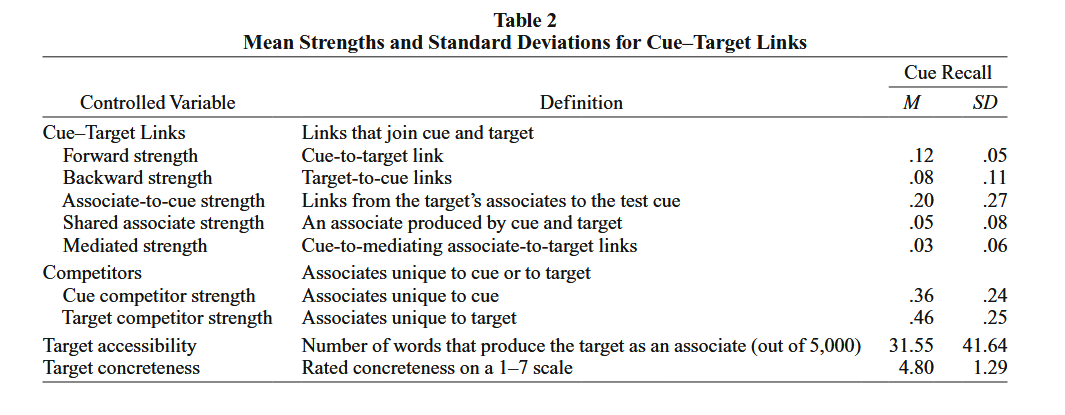 Table 2
Mean Strengths and Standard Deviations for Cue–Target Links
Cue Recall
Controlled Variable Definition M SD
Cue–Target Links Links that join cue and target
Forward strength Cue-to-target link .12 .05
Backward strength Target-to-cue links .08 .11
Associate-to-cue strength Links from the target’s associates to the test cue .20 .27
Shared associate strength An associate produced by cue and target .05 .08
Mediated strength Cue-to-mediating associate-to-target links .03 .06
Competitors Associates unique to cue or to target
Cue competitor strength Associates unique to cue .36 .24
Target competitor strength Associates unique to target .46 .25
Target accessibility Number of words that produce the target as an associate (out of 5,000) 31.55 41.64
Target concreteness Rated concreteness on a 1–7 scale 4.80 1.29